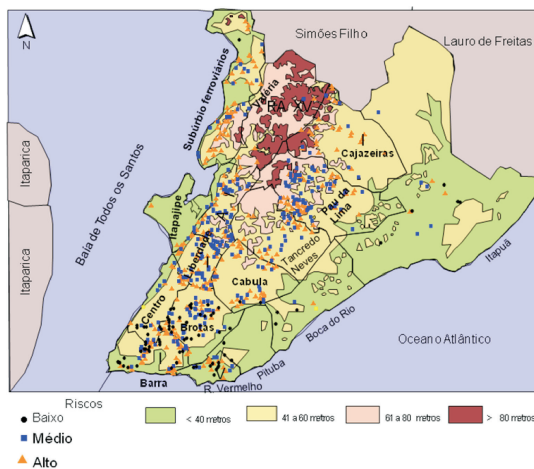 Simões Filho
Lauro de Freitas
N
Subúrbio ferroviários
Valéria
RA XV
Cajazeiras
Itaparica
Itaparica
Baía de Todos os Santos
Itapajipe
Liberdade
Pau da
lima
Tancredo
Neves
Itapuã
Cabula
Centro
Brotas
Boca do Rio
Pituba
R. Vermelho
Barra
Oceano Atlântico
Riscos
Baixo
Médio
Alto
< 40 metros
41 a 60 metros
61 a 80 metros
> 80 metros